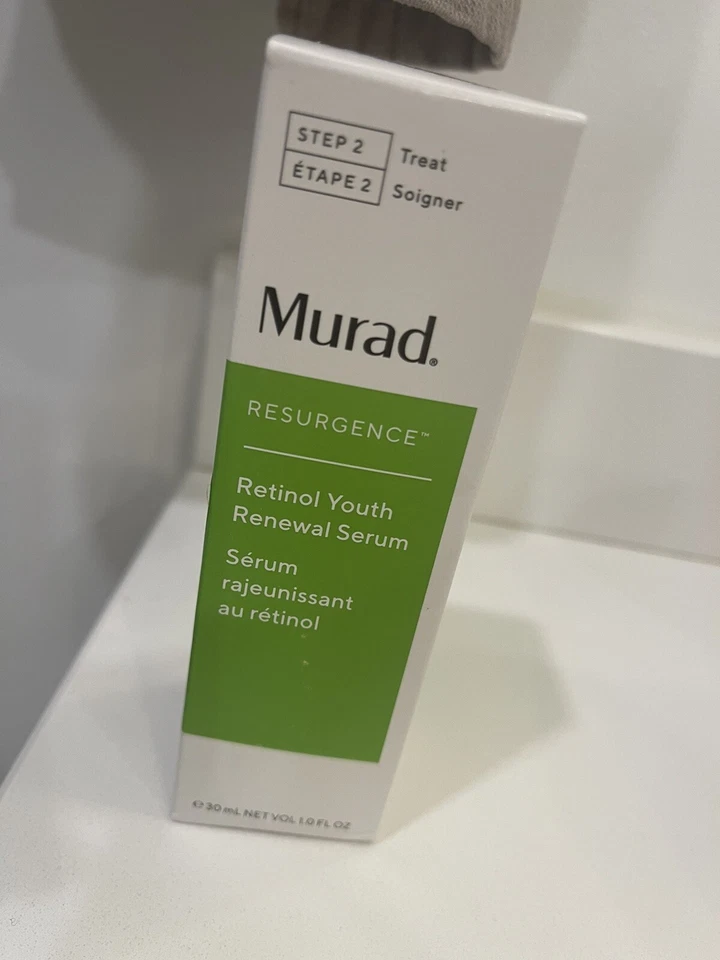 STEP 2
ÉTAPE 2
Treat
Soigner
Murad®
RESURGENCE™
Retinol Youth
Renewal Serum
Sérum
rajeunissant
au rétinol
℮ 30 mL NET VOL 1.0 FL OZ